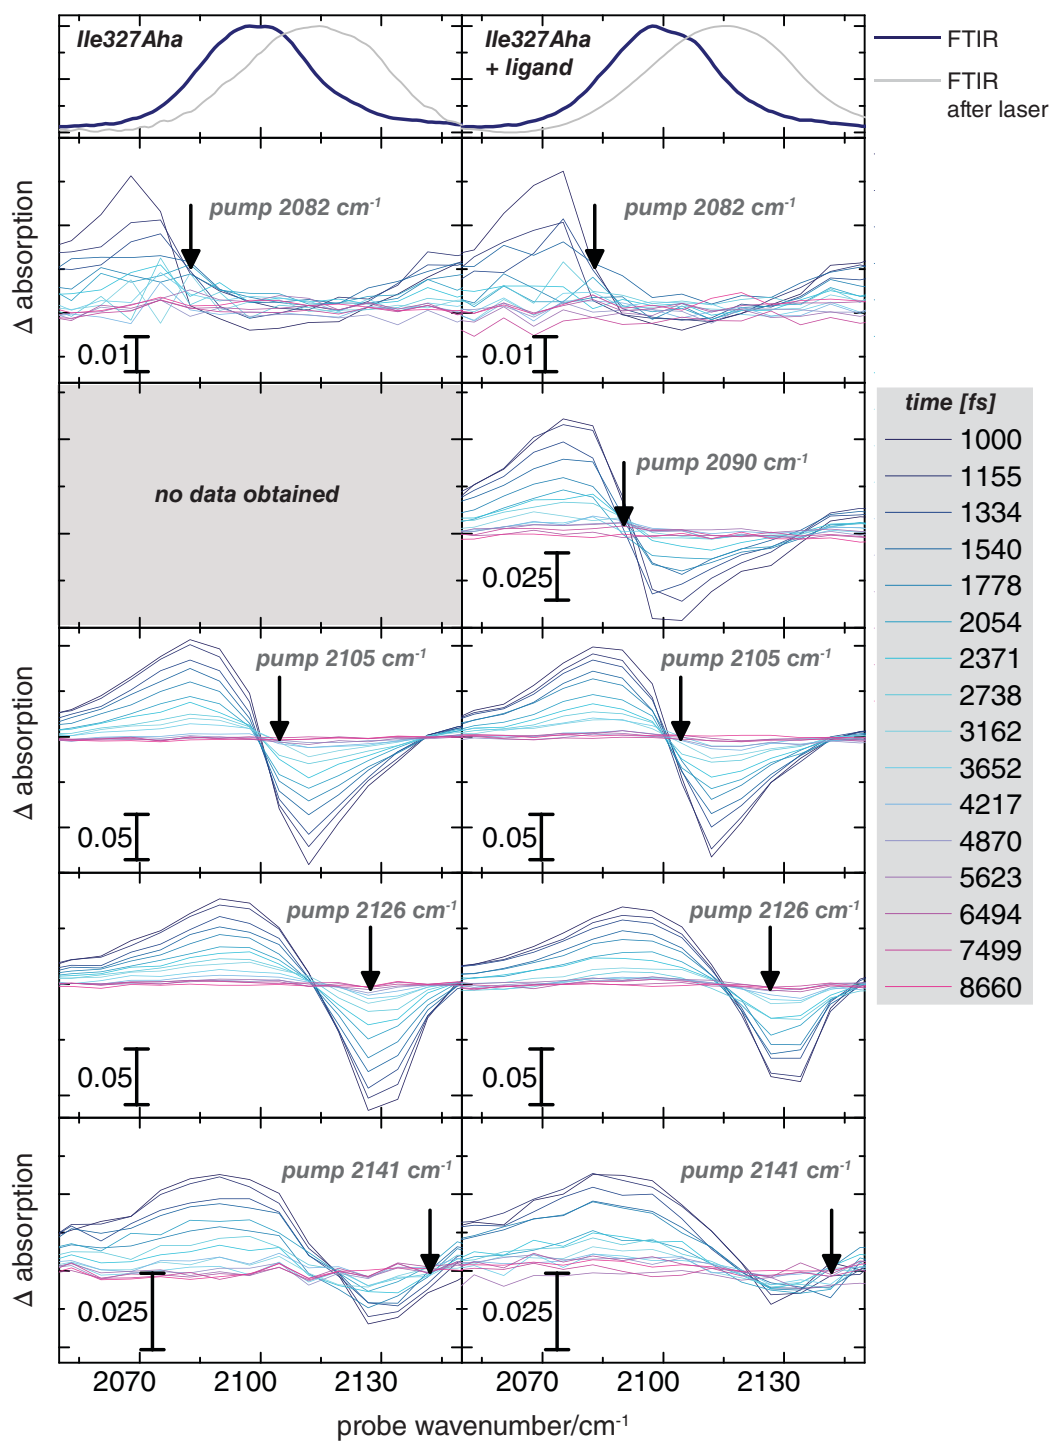 Ile327Aha
Ile327Aha
+ ligand
FTIR
FTIR
after laser
Δ absorption
pump 2082 cm-1
0.01
pump 2082 cm-1
0.01
no data obtained
pump 2090 cm-1
0.025
Δ absorption
pump 2105 cm-1
0.05
pump 2105 cm-1
0.05
pump 2126 cm-1
0.05
pump 2126 cm-1
0.05
Δ absorption
pump 2141 cm-1
0.025
pump 2141 cm-1
0.025
2070 2100 2130 2070 2100 2130
probe wavenumber/cm-1
time [fs]
1000
1155
1334
1540
1778
2054
2371
2738
3162
3652
4217
4870
5623
6494
7499
8660